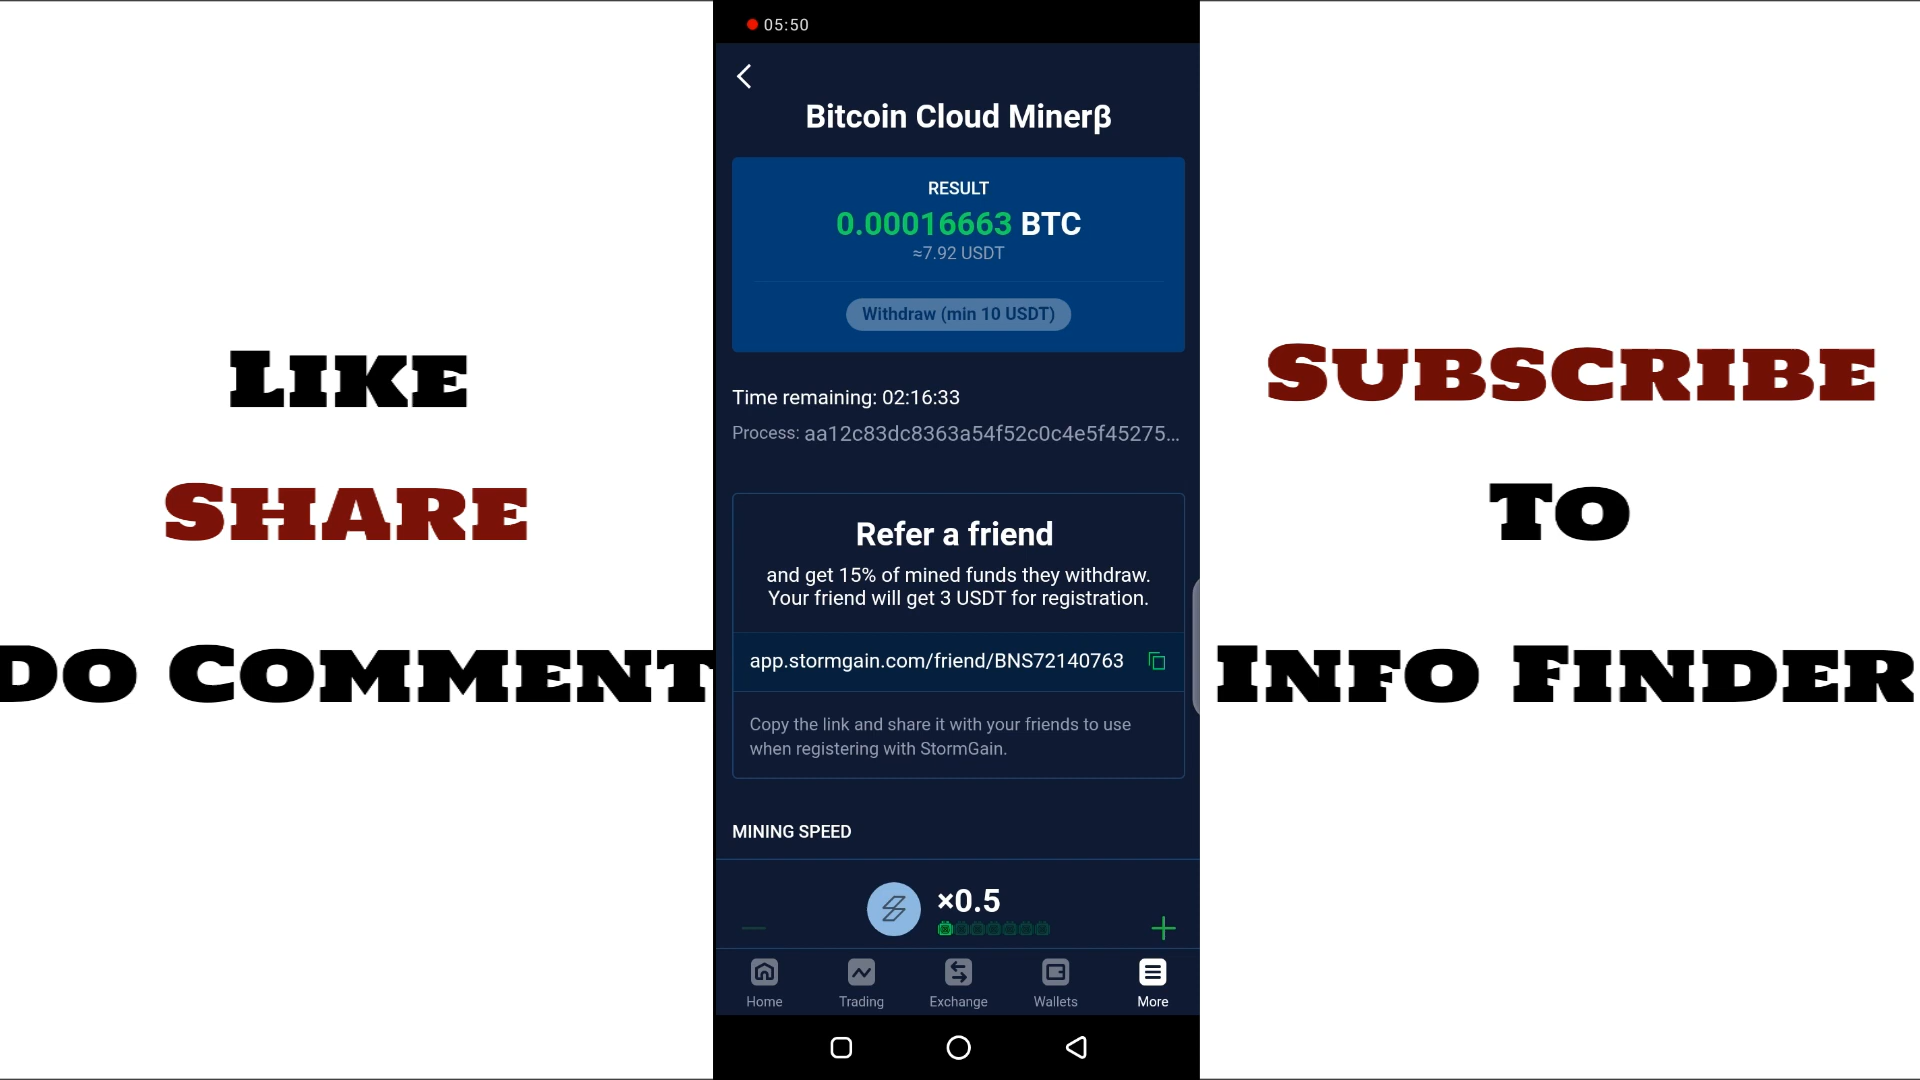 LIKE
SHARE
DO COMMENT
05:50
Bitcoin Cloud Minerβ
RESULT
0.00016663 BTC
≈7.92 USDT
Withdraw (min 10 USDT)
Time remaining: 02:16:33
Process: aa12c83dc8363a54f52c0c4e5f45275...
Refer a friend
and get 15% of mined funds they withdraw.
Your friend will get 3 USDT for registration.
app.stormgain.com/friend/BNS72140763
Copy the link and share it with your friends to use
when registering with StormGain.
MINING SPEED
×0.5
Home Trading Exchange Wallets More
SUBSCRIBE
TO
INFO FINDER